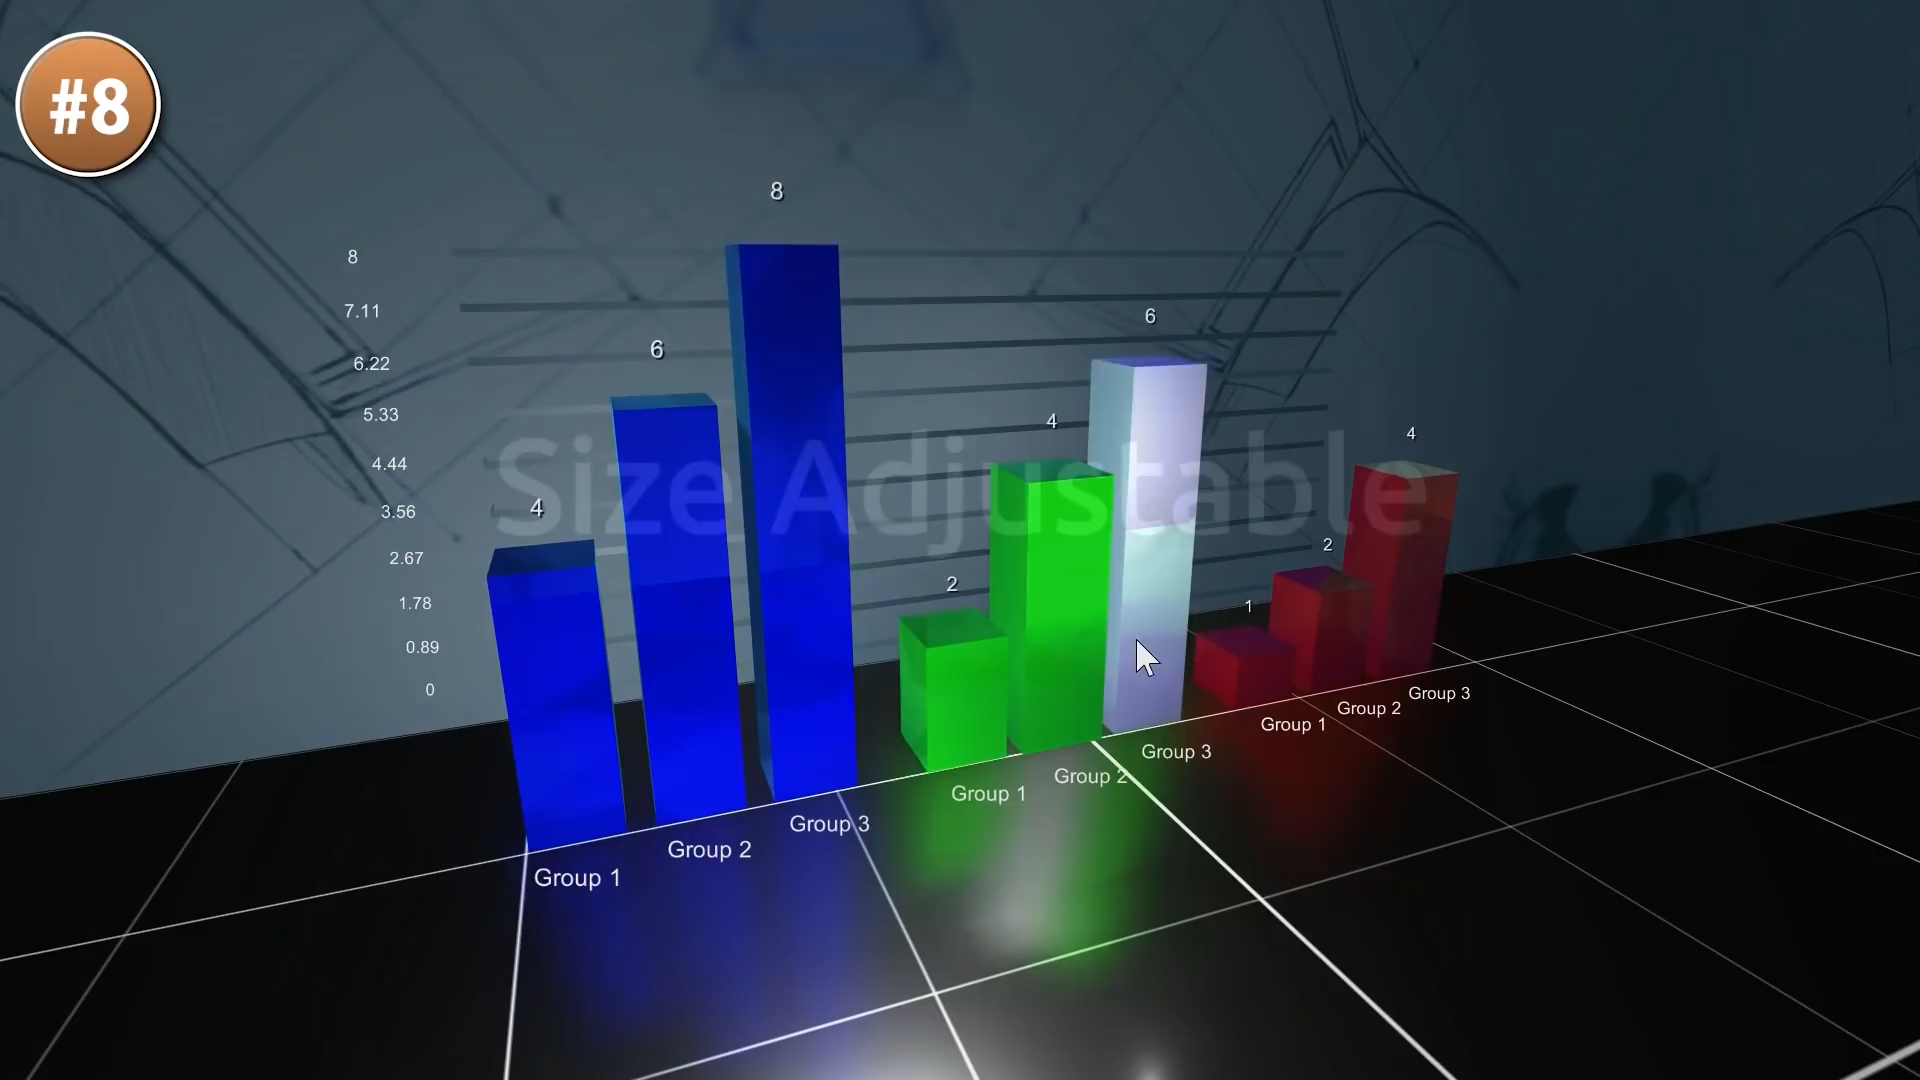 #8
8
7.11
6.22
5.33
4.44
3.56
2.67
1.78
0.89
0
4
6
8
2
4
6
1
2
4
Size Adjustable
Group 1
Group 2
Group 3
Group 1
Group 2
Group 3
Group 1
Group 2
Group 3